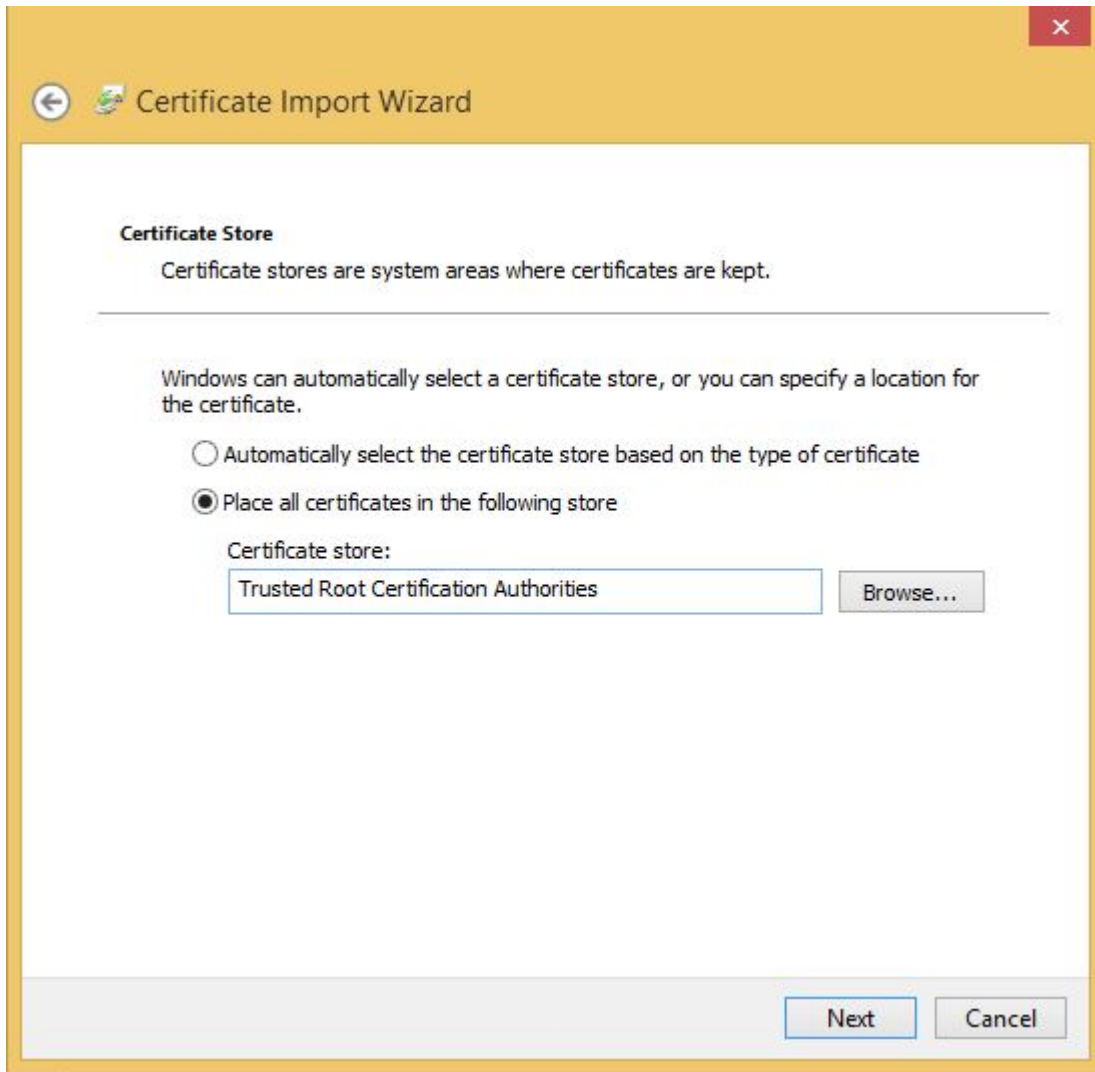 Certificate Import Wizard
Certificate Store
Certificate stores are system areas where certificates are kept.
Windows can automatically select a certificate store, or you can specify a location for
the certificate.
Automatically select the certificate store based on the type of certificate
Place all certificates in the following store
Certificate store:
Trusted Root Certification Authorities
Browse...
Next
Cancel